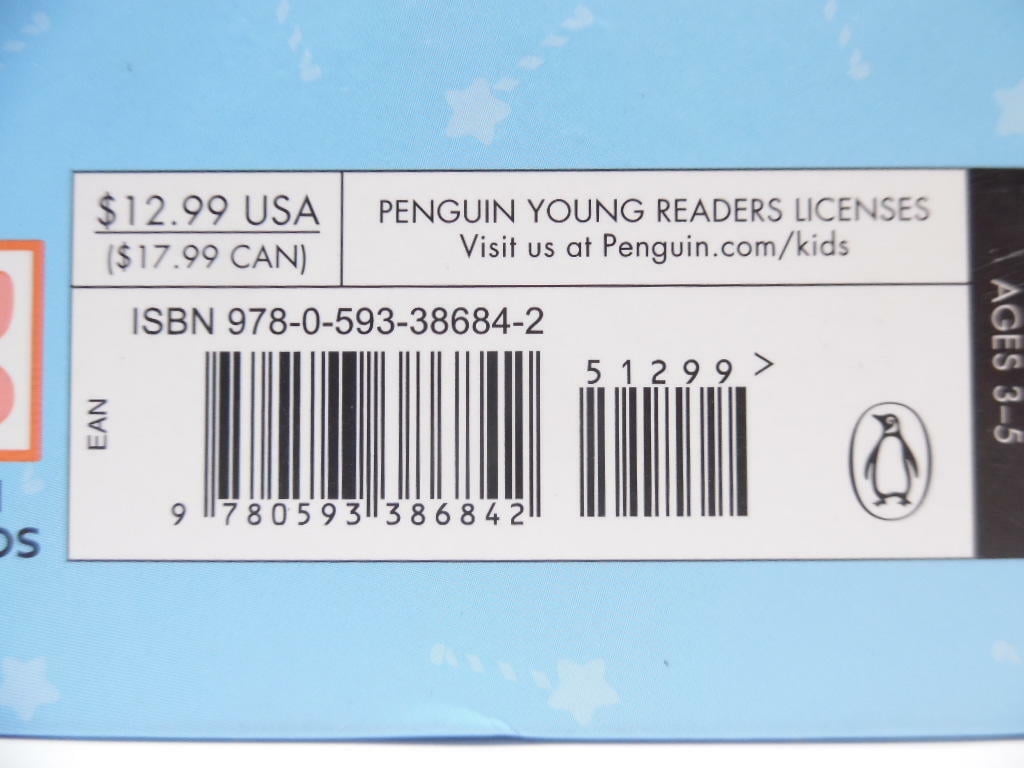 $12.99 USA
($17.99 CAN)
PENGUIN YOUNG READERS LICENSES
Visit us at Penguin.com/kids
ISBN 978-0-593-38684-2
51299>
EAN
9 780593 386842
AGES 3–5